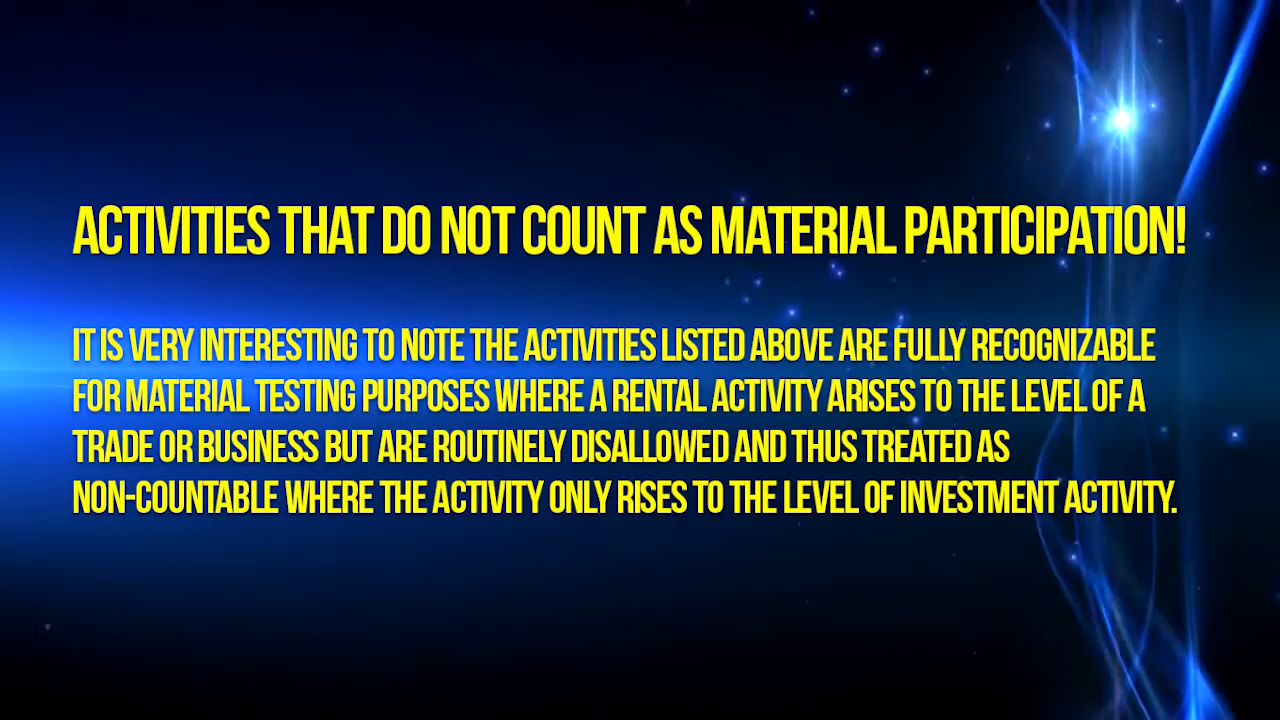 ACTIVITIES THAT DO NOT COUNT AS MATERIAL PARTICIPATION!
IT IS VERY INTERESTING TO NOTE THE ACTIVITIES LISTED ABOVE ARE FULLY RECOGNIZABLE
FOR MATERIAL TESTING PURPOSES WHERE A RENTAL ACTIVITY ARISES TO THE LEVEL OF A
TRADE OR BUSINESS BUT ARE ROUTINELY DISALLOWED AND THUS TREATED AS
NON-COUNTABLE WHERE THE ACTIVITY ONLY RISES TO THE LEVEL OF INVESTMENT ACTIVITY.